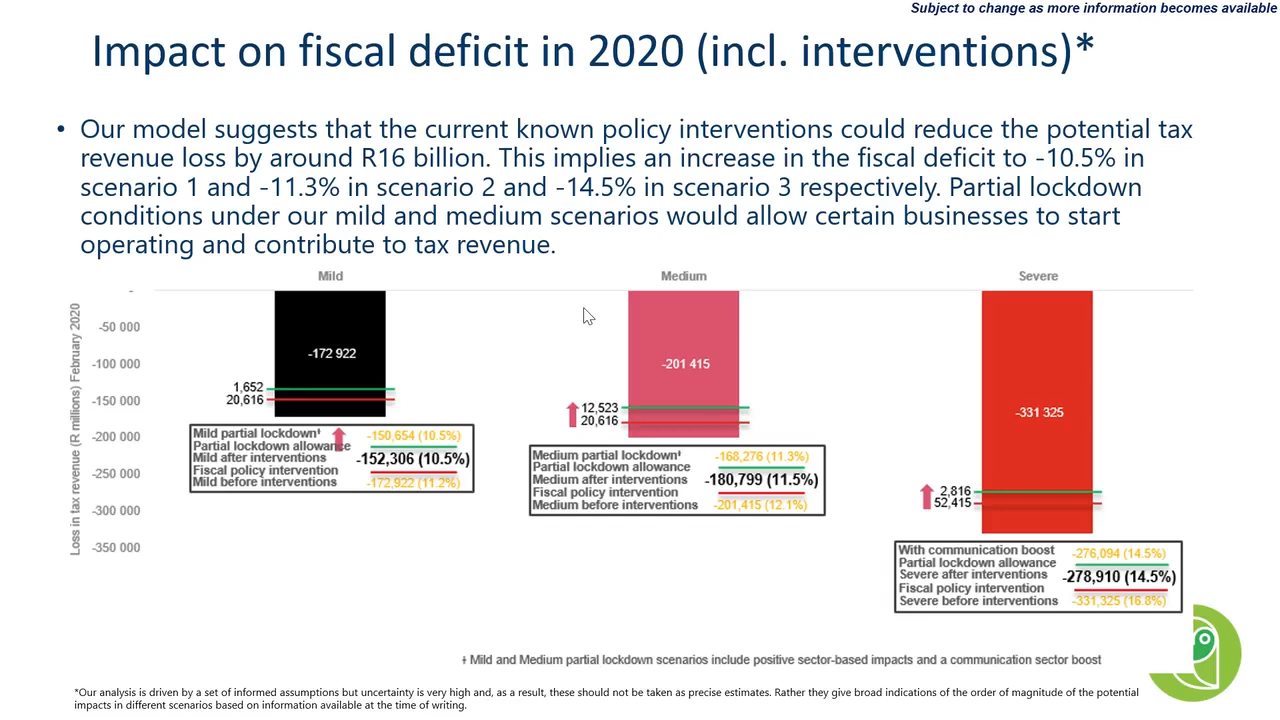 Subject to change as more information becomes available
Impact on fiscal deficit in 2020 (incl. interventions)*
• Our model suggests that the current known policy interventions could reduce the potential tax
revenue loss by around R16 billion. This implies an increase in the fiscal deficit to -10.5% in
scenario 1 and -11.3% in scenario 2 and -14.5% in scenario 3 respectively. Partial lockdown
conditions under our mild and medium scenarios would allow certain businesses to start
operating and contribute to tax revenue.
Loss in tax revenue (R millions) February 2020
-
-50 000
-100 000
-150 000
-200 000
-250 000
-300 000
-350 000
Mild
-172 922
1,652
20,616
Mild partial lockdownᵻ -150,654 (10.5%)
Partial lockdown allowance
Mild after interventions -152,306 (10.5%)
Fiscal policy intervention
Mild before interventions -172,922 (11.2%)
Medium
-201 415
12,523
20,616
Medium partial lockdownᵻ -168,276 (11.3%)
Partial lockdown allowance
Medium after interventions -180,799 (11.5%)
Fiscal policy intervention
Medium before interventions -201,415 (12.1%)
Severe
-331 325
2,816
52,415
With communication boost -276,094 (14.5%)
Partial lockdown allowance
Severe after interventions -278,910 (14.5%)
Fiscal policy intervention
Severe before interventions -331,325 (16.8%)
ᵻ Mild and Medium partial lockdown scenarios include positive sector-based impacts and a communication sector boost
*Our analysis is driven by a set of informed assumptions but uncertainty is very high and, as a result, these should not be taken as precise estimates. Rather they give broad indications of the order of magnitude of the potential
impacts in different scenarios based on information available at the time of writing.